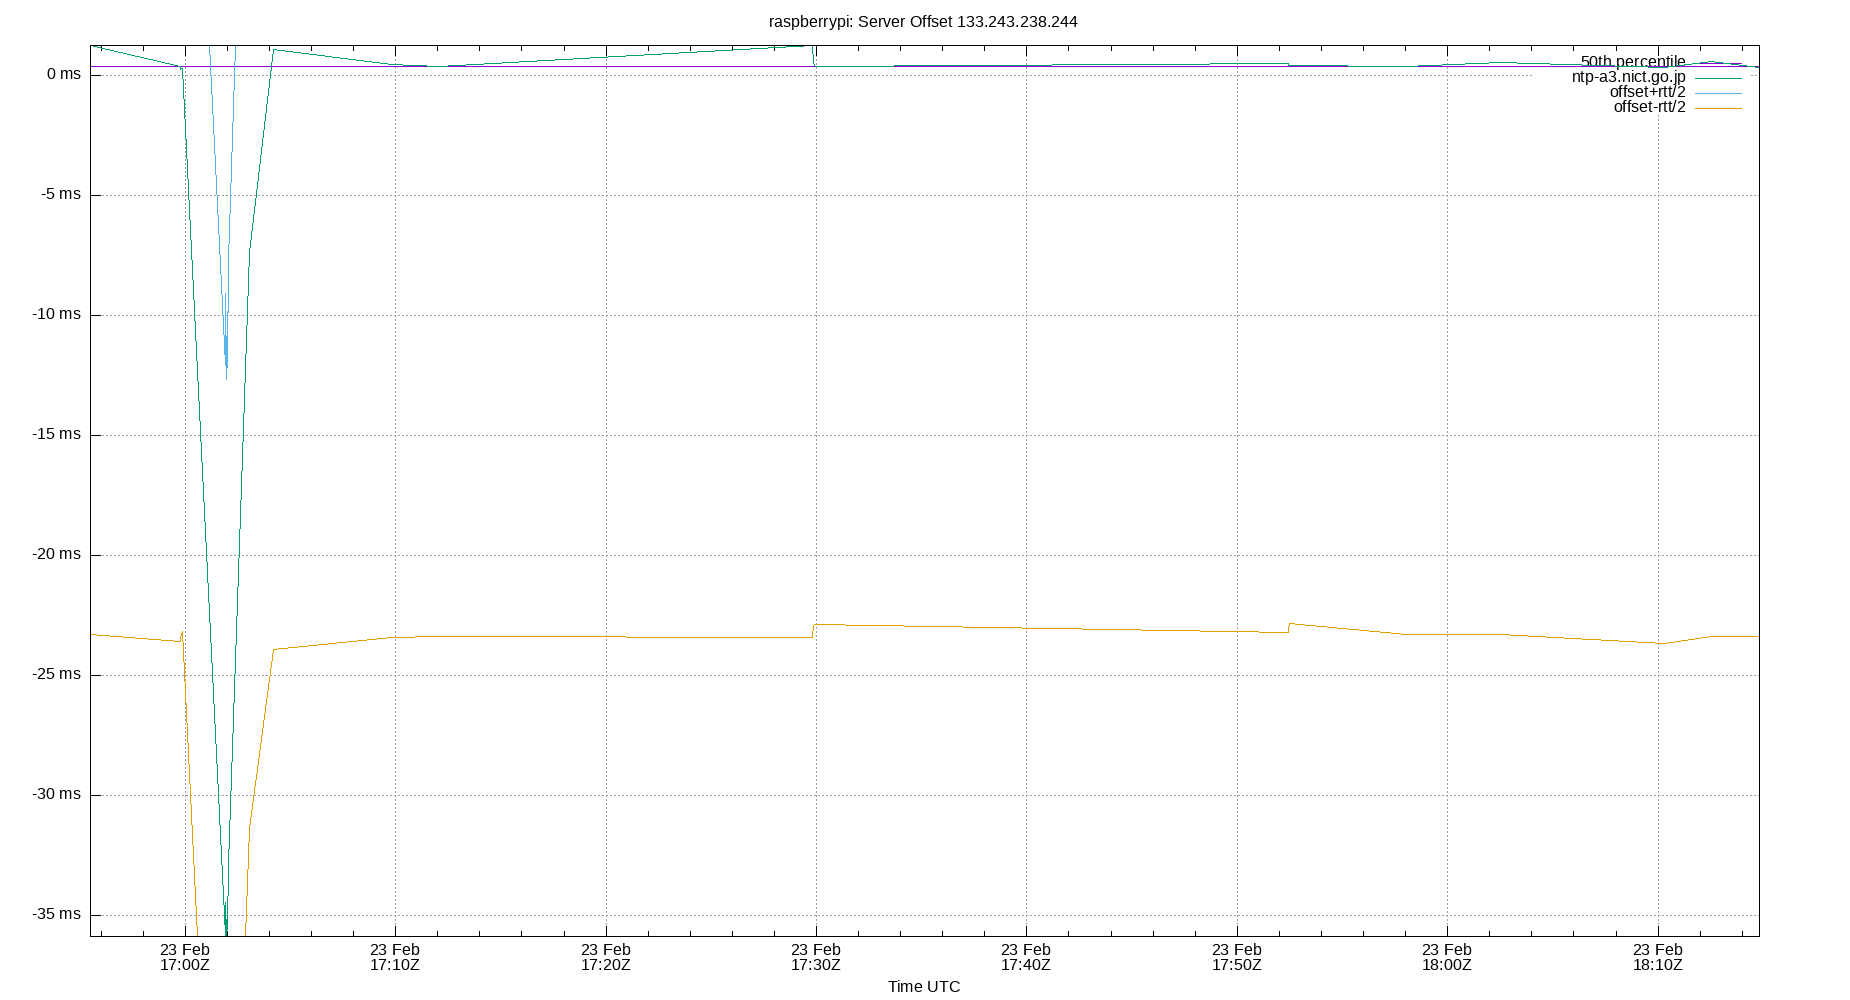 raspberrypi: Server Offset 133.243.238.244
0 ms
-5 ms
-10 ms
-15 ms
-20 ms
-25 ms
-30 ms
-35 ms
50th percentile
ntp-a3.nict.go.jp
offset+rtt/2
offset-rtt/2
23 Feb 23 Feb 23 Feb 23 Feb 23 Feb 23 Feb 23 Feb 23 Feb
17:00Z 17:10Z 17:20Z 17:30Z 17:40Z 17:50Z 18:00Z 18:10Z
Time UTC